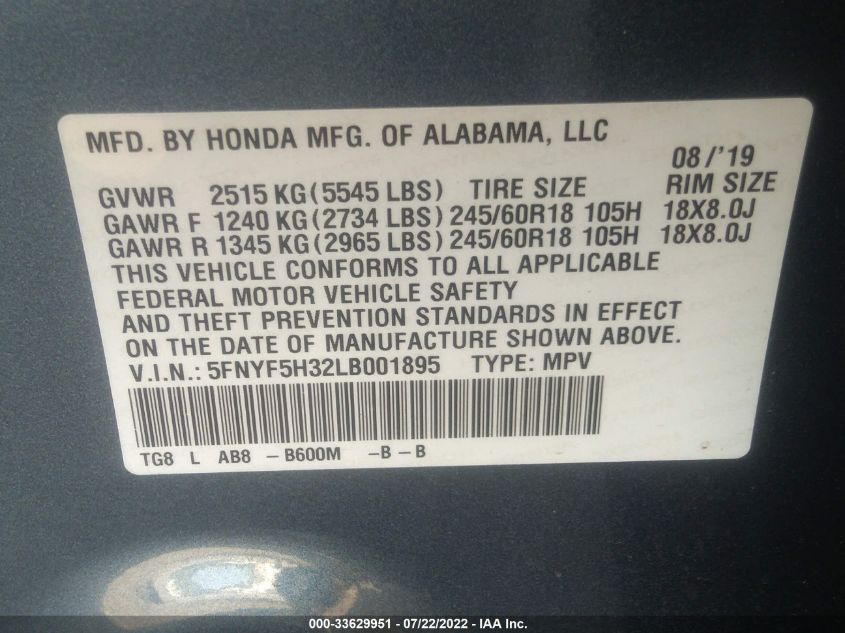 MFD. BY HONDA MFG. OF ALABAMA, LLC
08/'19
GVWR 2515 KG (5545 LBS) TIRE SIZE RIM SIZE
GAWR F 1240 KG (2734 LBS) 245/60R18 105H 18X8.0J
GAWR R 1345 KG (2965 LBS) 245/60R18 105H 18X8.0J
THIS VEHICLE CONFORMS TO ALL APPLICABLE
FEDERAL MOTOR VEHICLE SAFETY
AND THEFT PREVENTION STANDARDS IN EFFECT
ON THE DATE OF MANUFACTURE SHOWN ABOVE.
V.I.N.: 5FNYF5H32LB001895 TYPE: MPV
TG8 L AB8 – B600M –B – B
000-33629951 / 07/22/2022 - IAA Inc.